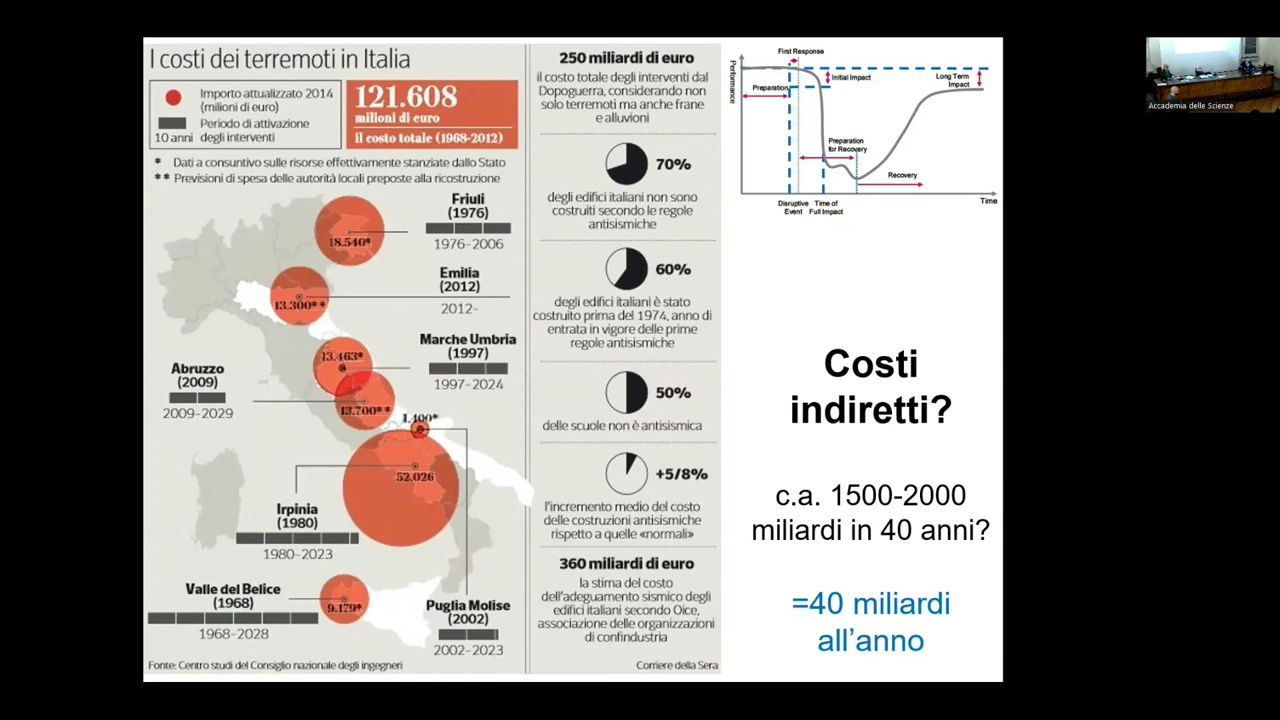 I costi dei terremoti in Italia
Importo attualizzato 2014
(milioni di euro)
Periodo di attivazione
10 anni degli interventi
121.608
milioni di euro
il costo totale (1968-2012)
* Dati a consuntivo sulle risorse effettivamente stanziate dallo Stato
** Previsioni di spesa delle autorità locali preposte alla ricostruzione
Friuli
(1976)
18.540*
1976-2006
Emilia
(2012)
13.300**
2012-
Marche Umbria
(1997)
13.463*
1997-2024
Abruzzo
(2009)
2009-2029
13.700**
1.400*
52.026
Irpinia
(1980)
1980-2023
Valle del Belice
(1968)
9.179*
1968-2028
Puglia Molise
(2002)
2002-2023
Fonte: Centro studi del Consiglio nazionale degli ingegneri
250 miliardi di euro
il costo totale degli interventi dal
Dopoguerra, considerando non
solo terremoti ma anche frane
e alluvioni
70%
degli edifici italiani non sono
costruiti secondo le regole
antisismiche
60%
degli edifici italiani è stato
costruito prima del 1974, anno di
entrata in vigore delle prime
regole antisismiche
50%
delle scuole non è antisismica
+5/8%
l'incremento medio del costo
delle costruzioni antisismiche
rispetto a quelle «normali»
360 miliardi di euro
la stima del costo
dell'adeguamento sismico degli
edifici italiani secondo Oice,
associazione delle organizzazioni
di confindustria
Corriere della Sera
First Response
Performance
Initial Impact
Long Term
Impact
Preparation
Preparation
for Recovery
Recovery
Time
Disruptive
Event
Time of
Full Impact
Costi
indiretti?
c.a. 1500-2000
miliardi in 40 anni?
=40 miliardi
all'anno
Accademia delle Scienze